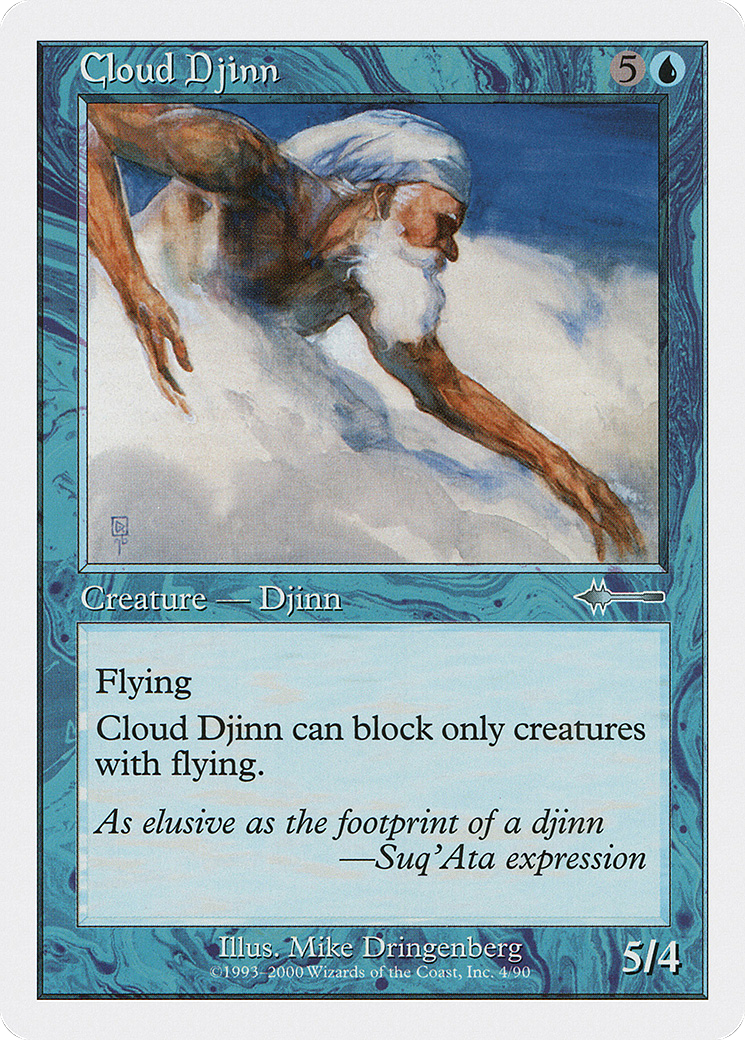 Cloud Djinn 5
Creature — Djinn
Flying
Cloud Djinn can block only creatures
with flying.
As elusive as the footprint of a djinn
—Suq'Ata expression
Illus. Mike Dringenberg
©1993–2000 Wizards of the Coast, Inc. 4/90
5/4